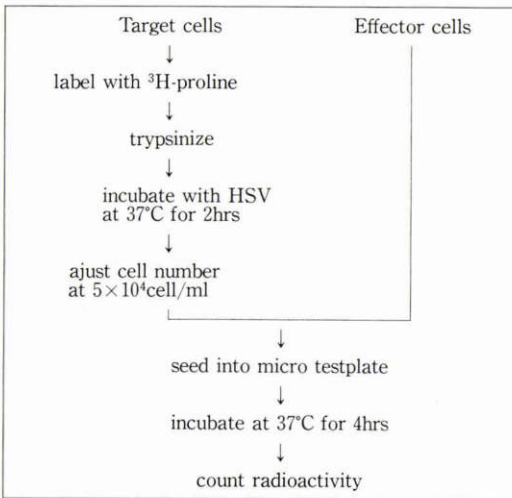 Target cells Effector cells
↓
label with ³H-proline
↓
trypsinize
↓
incubate with HSV
at 37°C for 2hrs
↓
ajust cell number
at 5×10⁴cell/ml
↓
seed into micro testplate
↓
incubate at 37°C for 4hrs
↓
count radioactivity